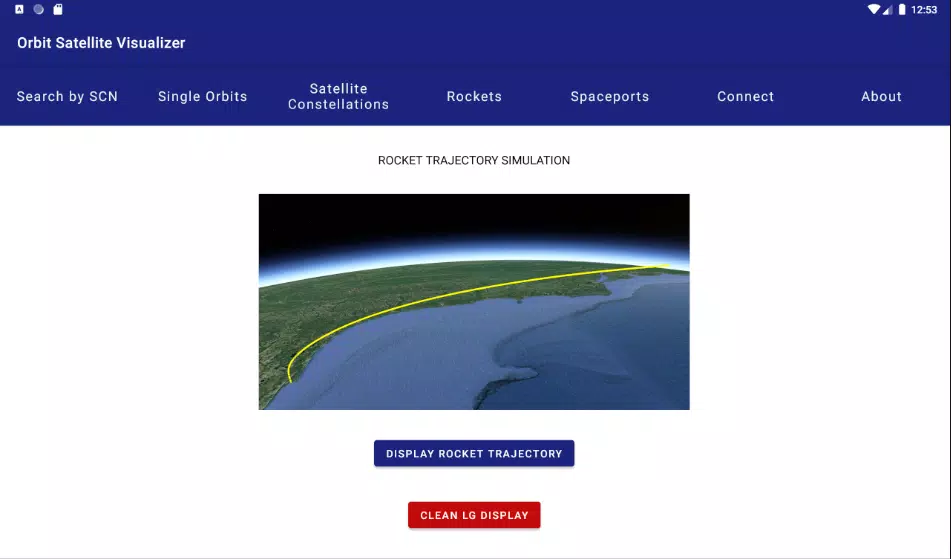 12:53
Orbit Satellite Visualizer
Search by SCN
Single Orbits
Satellite
Constellations
Rockets
Spaceports
Connect
About
ROCKET TRAJECTORY SIMULATION
DISPLAY ROCKET TRAJECTORY
CLEAN LG DISPLAY